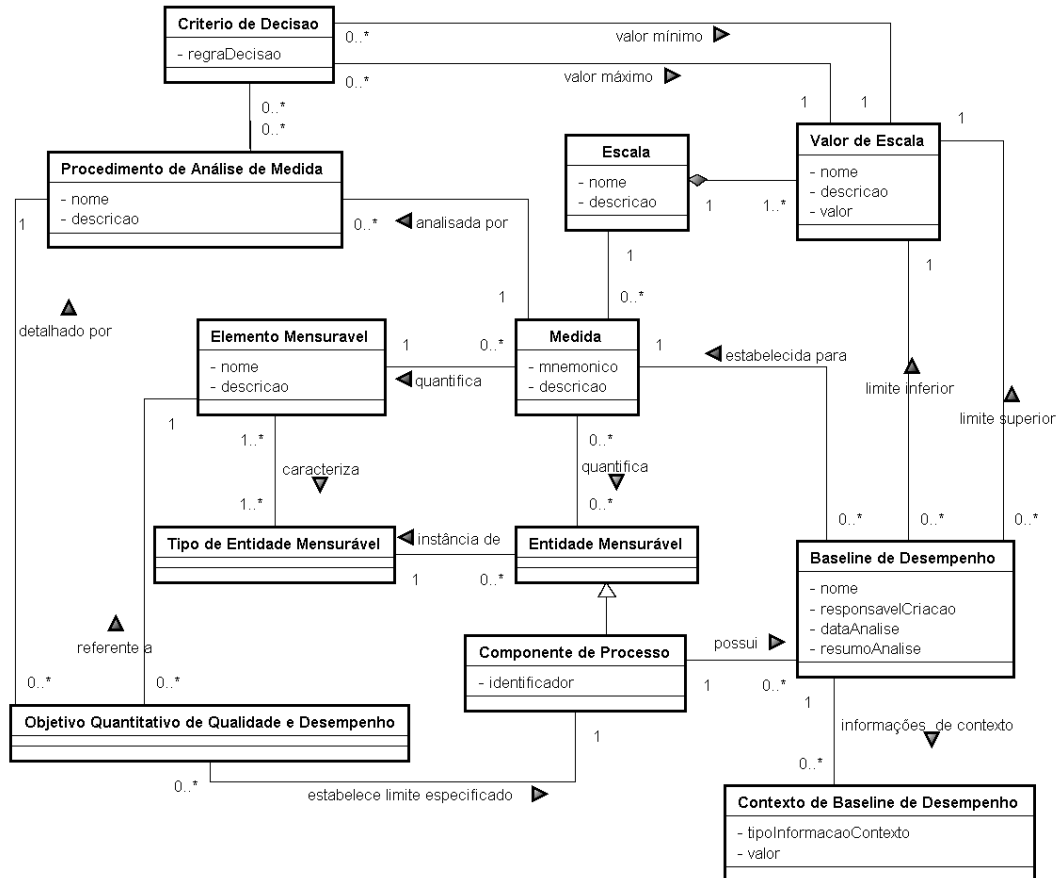 Criterio de Decisao
- regraDecisao
0..*
valor mínimo
0..*
valor máximo
0..*
0..*
1
1
1
Procedimento de Análise de Medida
- nome
- descricao
1
0..*
analisada por
Escala
- nome
- descricao
1
1..*
Valor de Escala
- nome
- descricao
- valor
1
1
0..*
detalhado por
1
Elemento Mensuravel
- nome
- descricao
1
0..*
quantifica
Medida
- mnemonico
- descricao
1
estabelecida para
limite inferior
limite superior
1
1..*
0..*
caracteriza
quantifica
1..*
0..*
0..*
0..*
0..*
Tipo de Entidade Mensurável
instância de
1
0..*
Entidade Mensurável
Baseline de Desempenho
- nome
- responsavelCriacao
- dataAnalise
- resumoAnalise
referente a
Componente de Processo
- identificador
possui
1
0..*
0..*
0..*
1
Objetivo Quantitativo de Qualidade e Desempenho
1
informações de contexto
0..*
0..*
estabelece limite especificado
Contexto de Baseline de Desempenho
- tipoInformacaoContexto
- valor